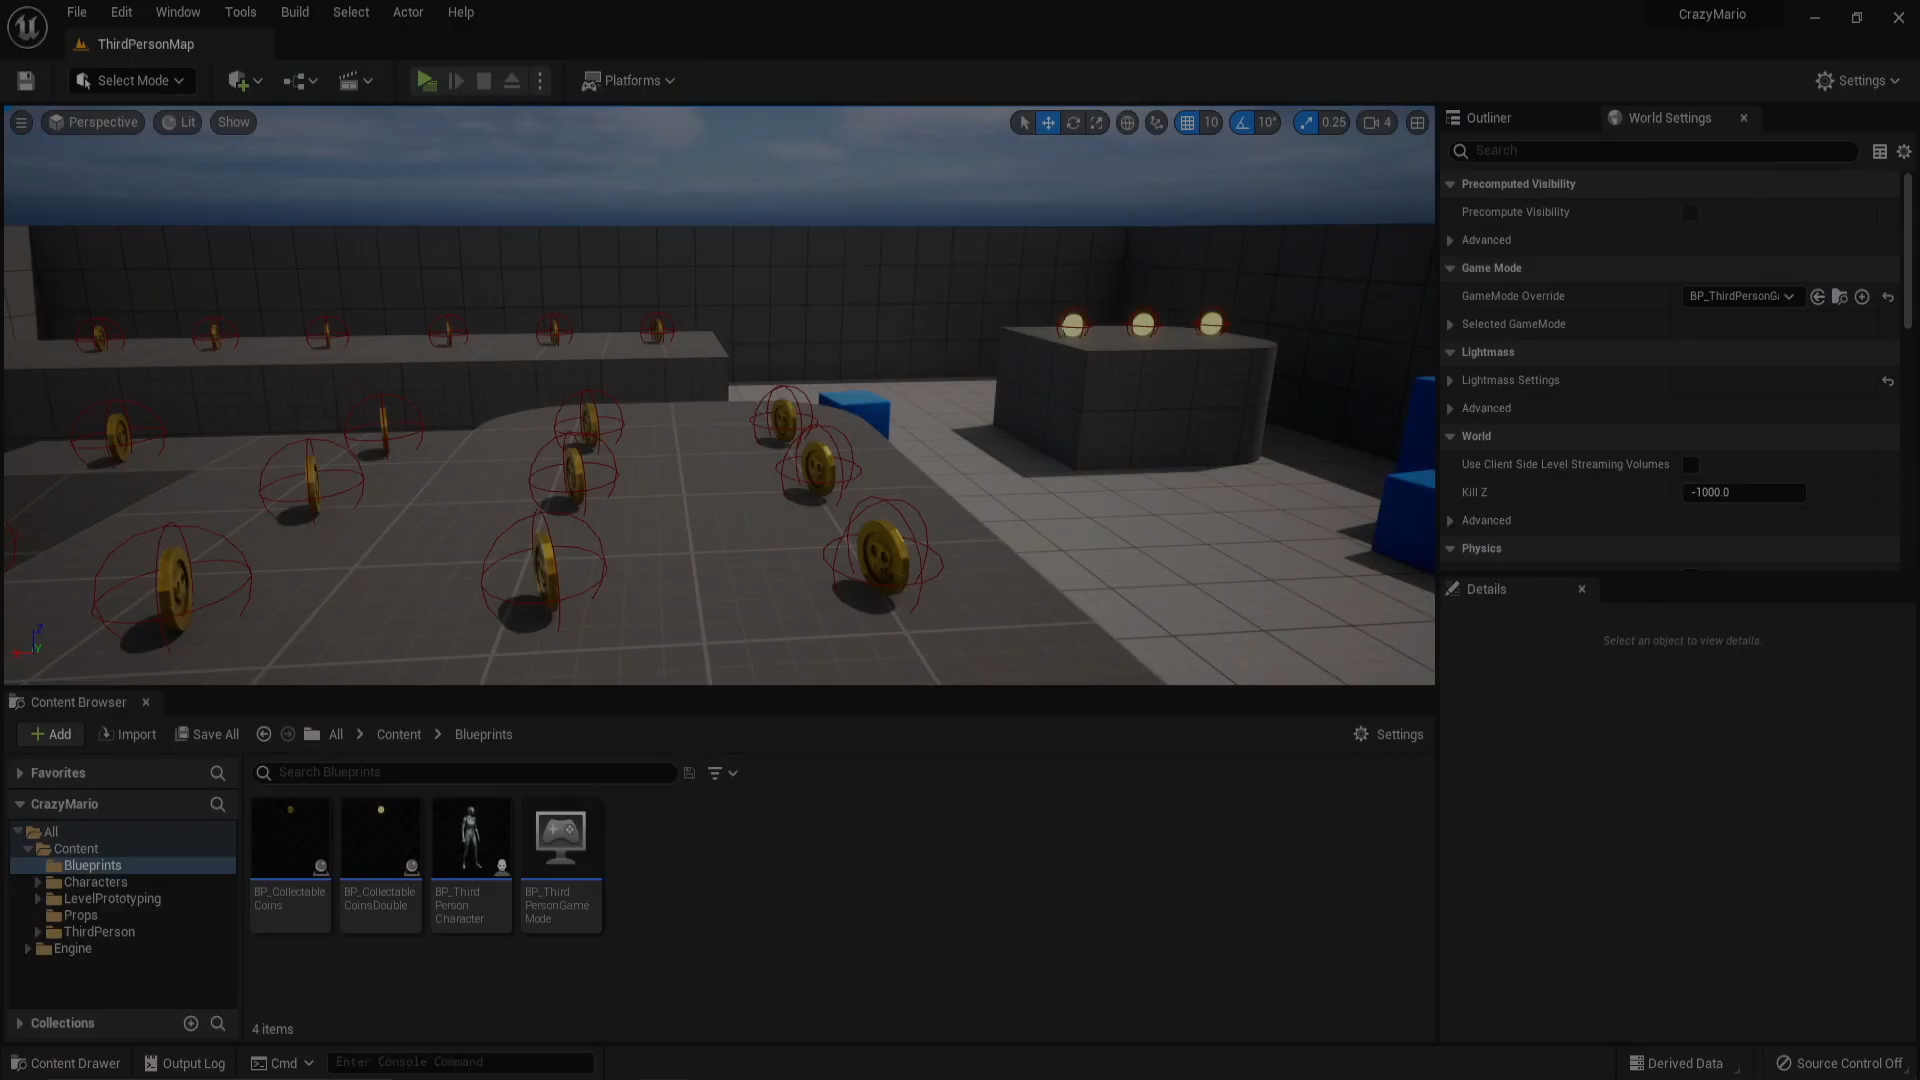 File Edit Window Tools Build Select Actor Help
CrazyMario
ThirdPersonMap
Select Mode
Platforms
Settings
Perspective Lit Show
10 10° 0.25 4
Outliner
World Settings
Search
Precomputed Visibility
Precompute Visibility
Advanced
Game Mode
GameMode Override
BP_ThirdPersonG
Selected GameMode
Lightmass
Lightmass Settings
Advanced
World
Use Client Side Level Streaming Volumes
Kill Z
-1000.0
Advanced
Physics
Details
Select an object to view details.
Z
Y
Content Browser
Add Import Save All All Content Blueprints
Settings
Favorites
Search Blueprints
CrazyMario
All
Content
Blueprints
Characters
LevelPrototyping
Props
ThirdPerson
Engine
BP_Collectable
Coins
BP_Collectable
CoinsDouble
BP_Third
Person
Character
BP_Third
PersonGame
Mode
Collections
4 items
Content Drawer Output Log Cmd Enter Console Command
Derived Data
Source Control Off